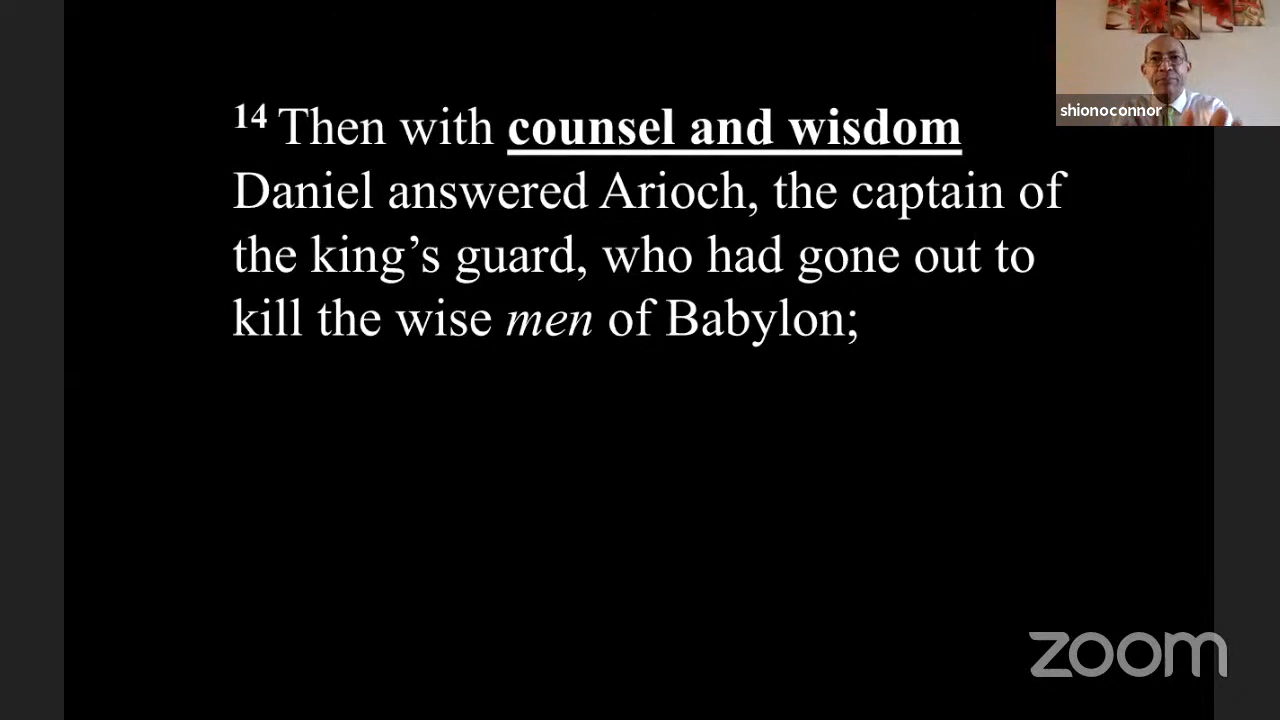 shionoconnor
14 Then with counsel and wisdom
Daniel answered Arioch, the captain of
the king’s guard, who had gone out to
kill the wise men of Babylon;
zoom